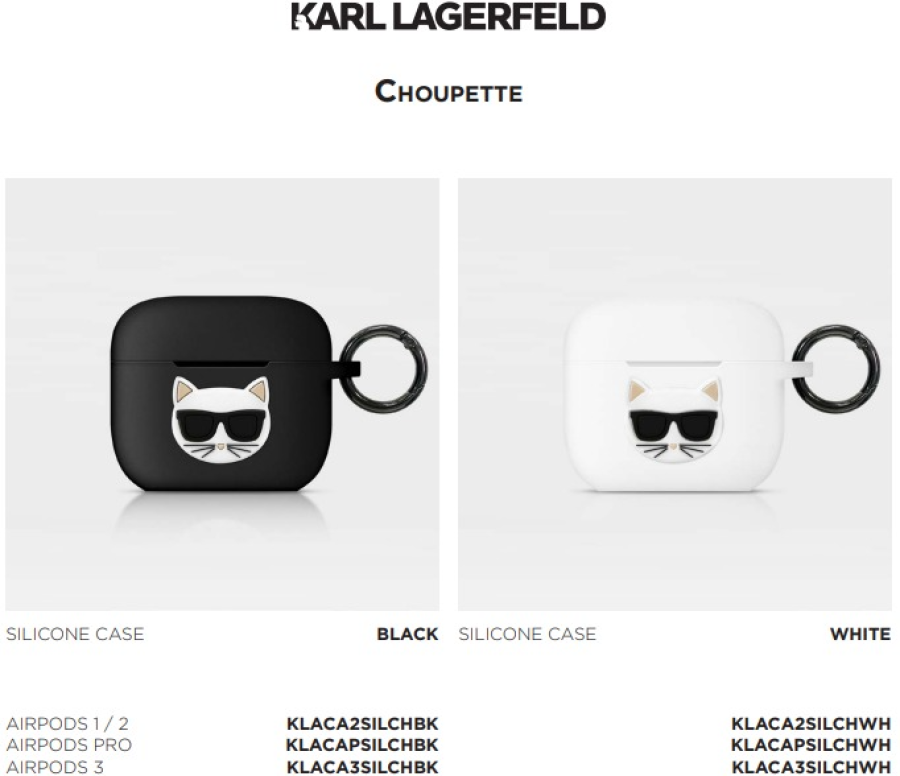 KARL LAGERFELD
CHOUPETTE
SILICONE CASE BLACK
SILICONE CASE WHITE
AIRPODS 1 / 2 KLACA2SILCHBK KLACA2SILCHWH
AIRPODS PRO KLACAPSILCHBK KLACAPSILCHWH
AIRPODS 3 KLACA3SILCHBK KLACA3SILCHWH